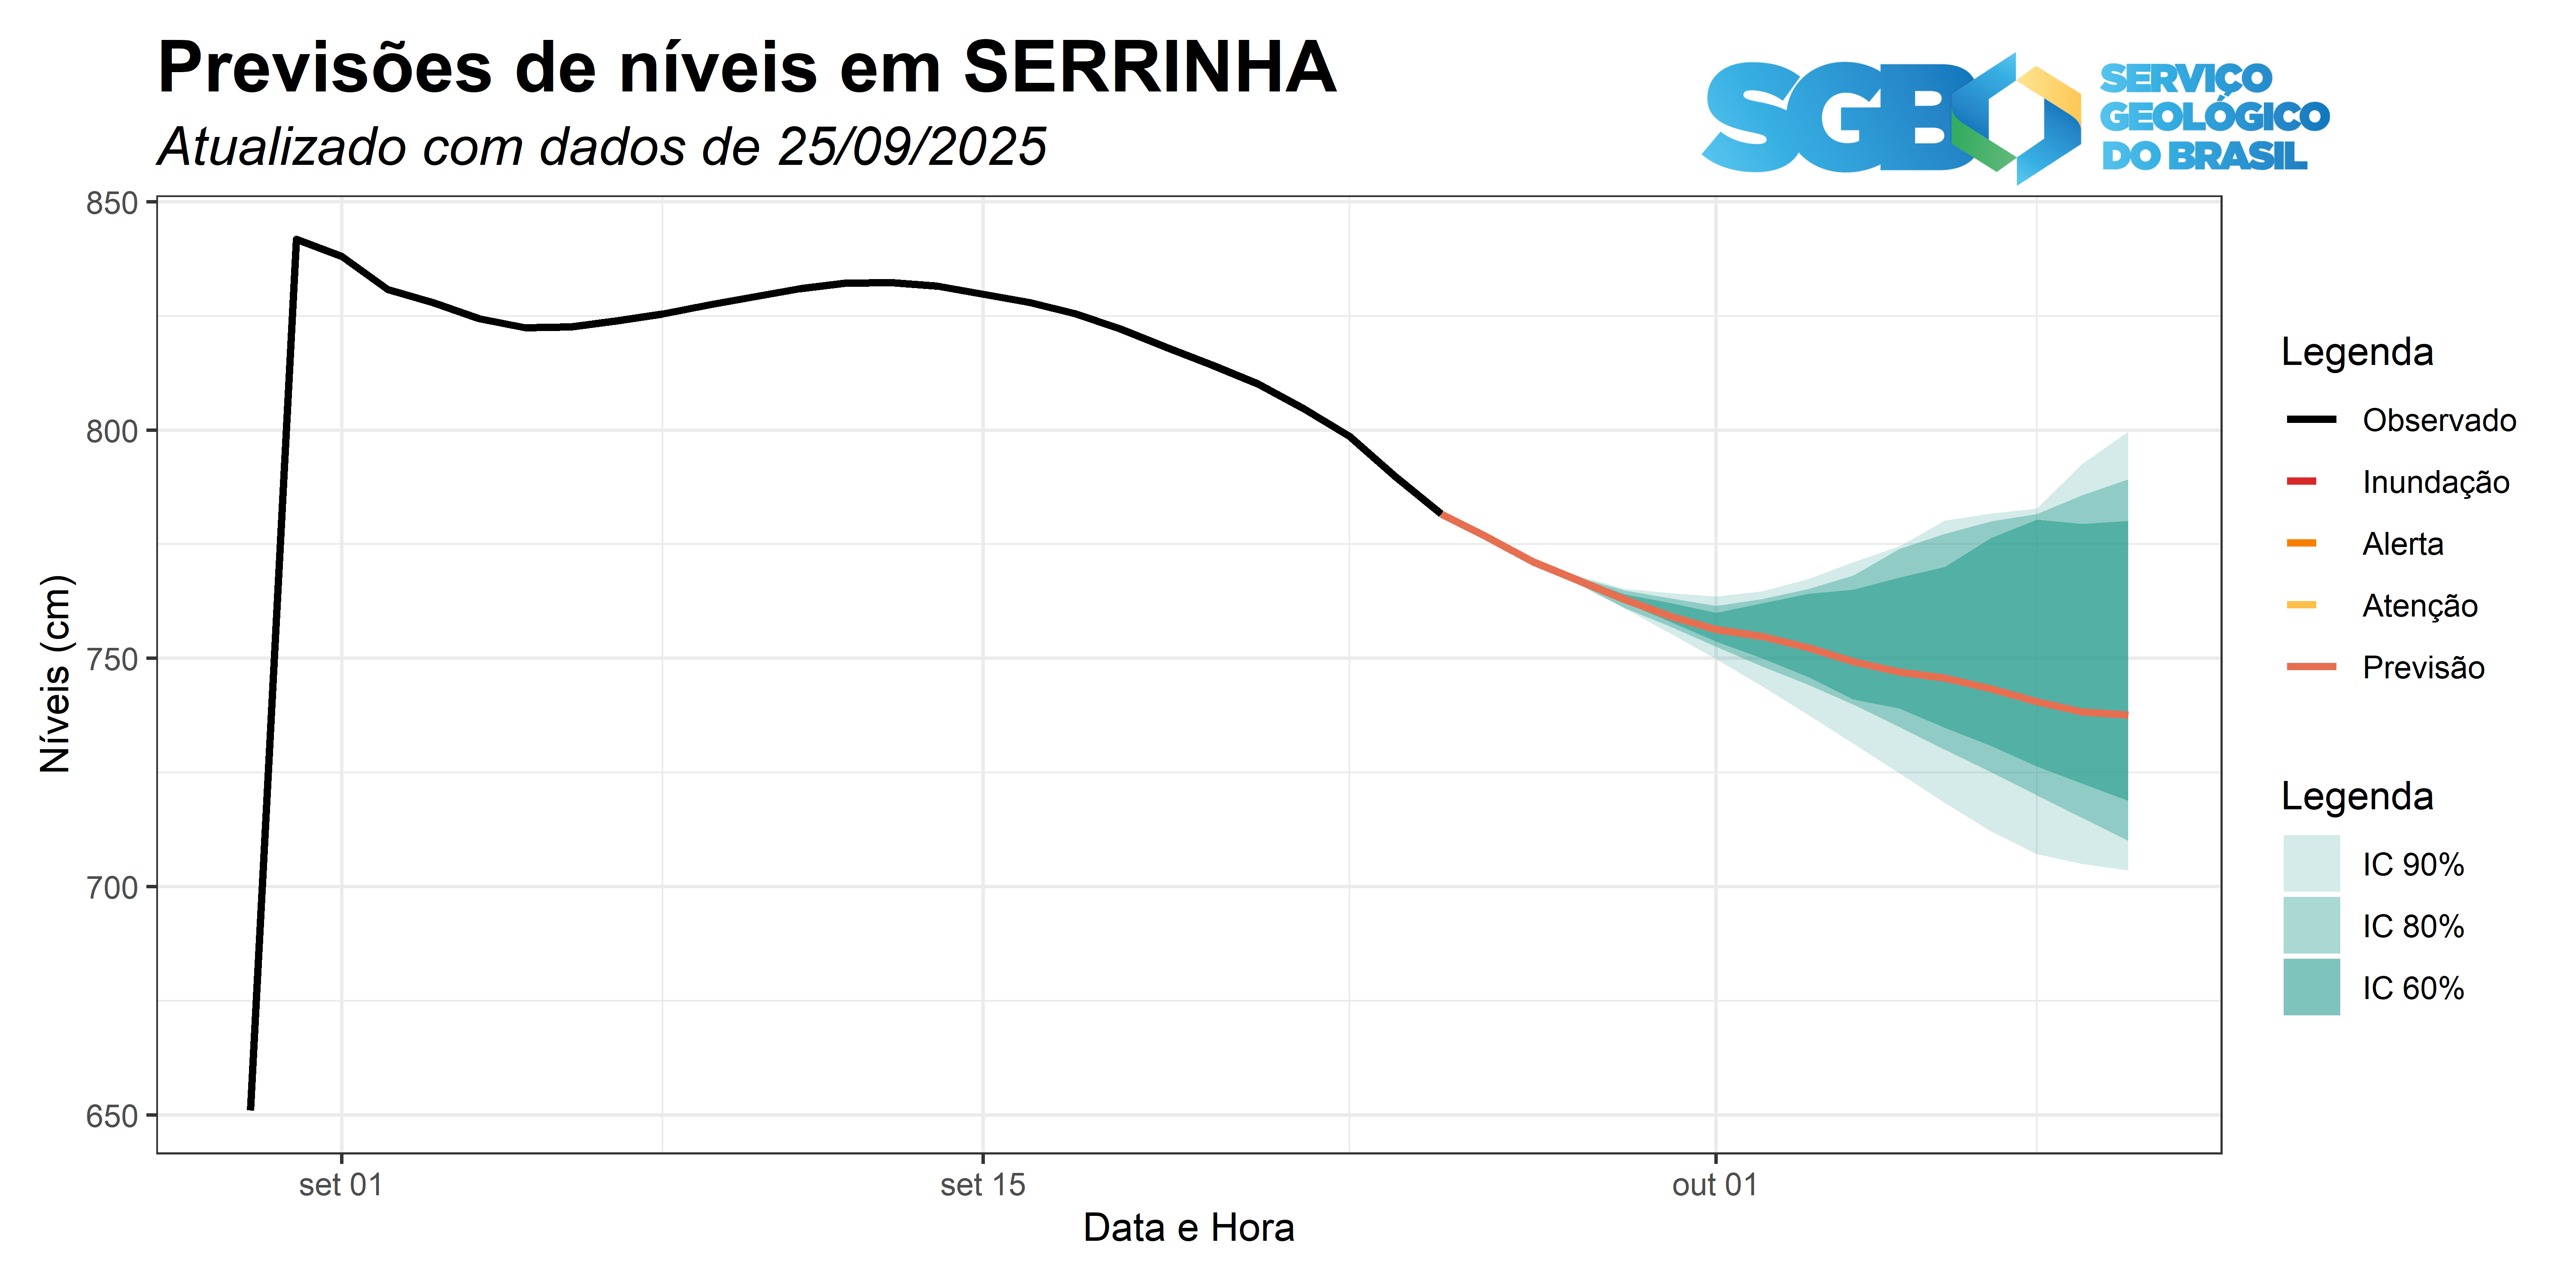 Previsões de níveis em SERRINHA
Atualizado com dados de 25/09/2025
SGB
SERVIÇO
GEOLÓGICO
DO BRASIL
850
800
750
700
650
Níveis (cm)
set 01
set 15
out 01
Data e Hora
Legenda
Observado
Inundação
Alerta
Atenção
Previsão
Legenda
IC 90%
IC 80%
IC 60%